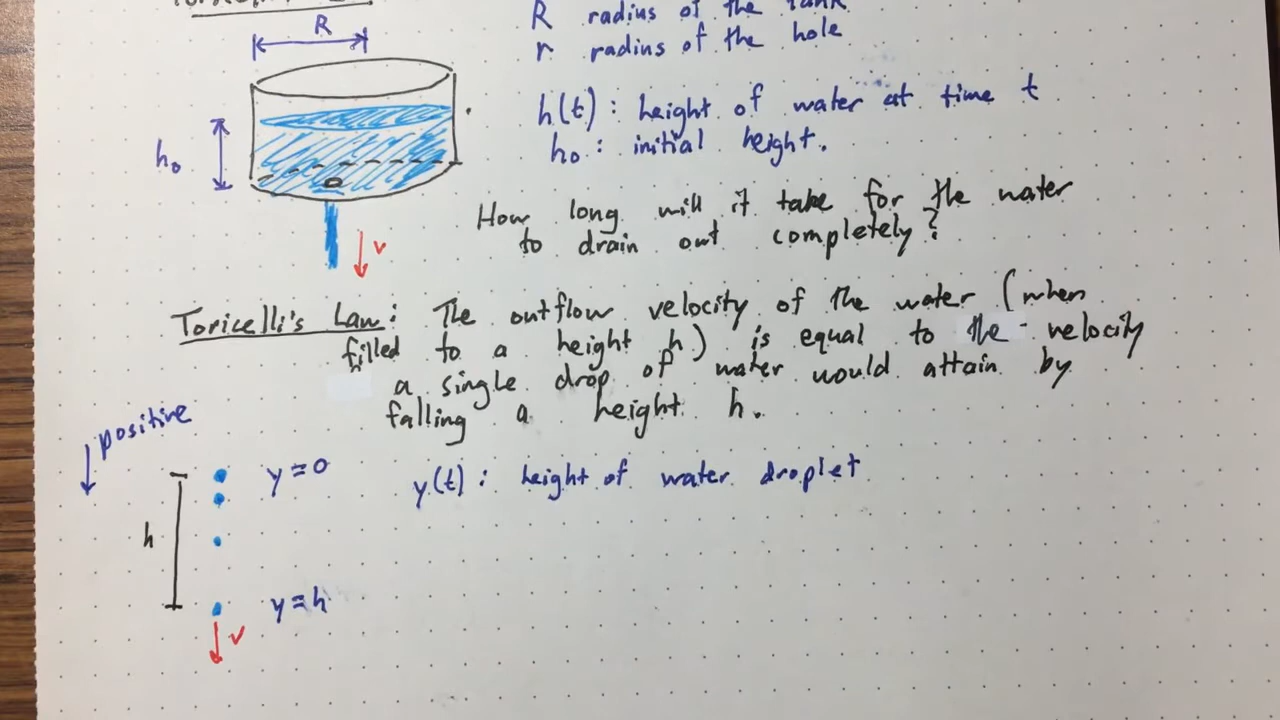 R radius of the tank
R
r radius of the hole
h(t): height of water at time t
h₀
h₀: initial height.
How long will it take for the water
to drain out completely?
v
Toricelli's Law: The outflow velocity of the water (when
filled to a height h) is equal to the velocity
a single drop of water would attain by
falling a height h.
positive
y=0
y(t): height of water droplet
h
y=h
v